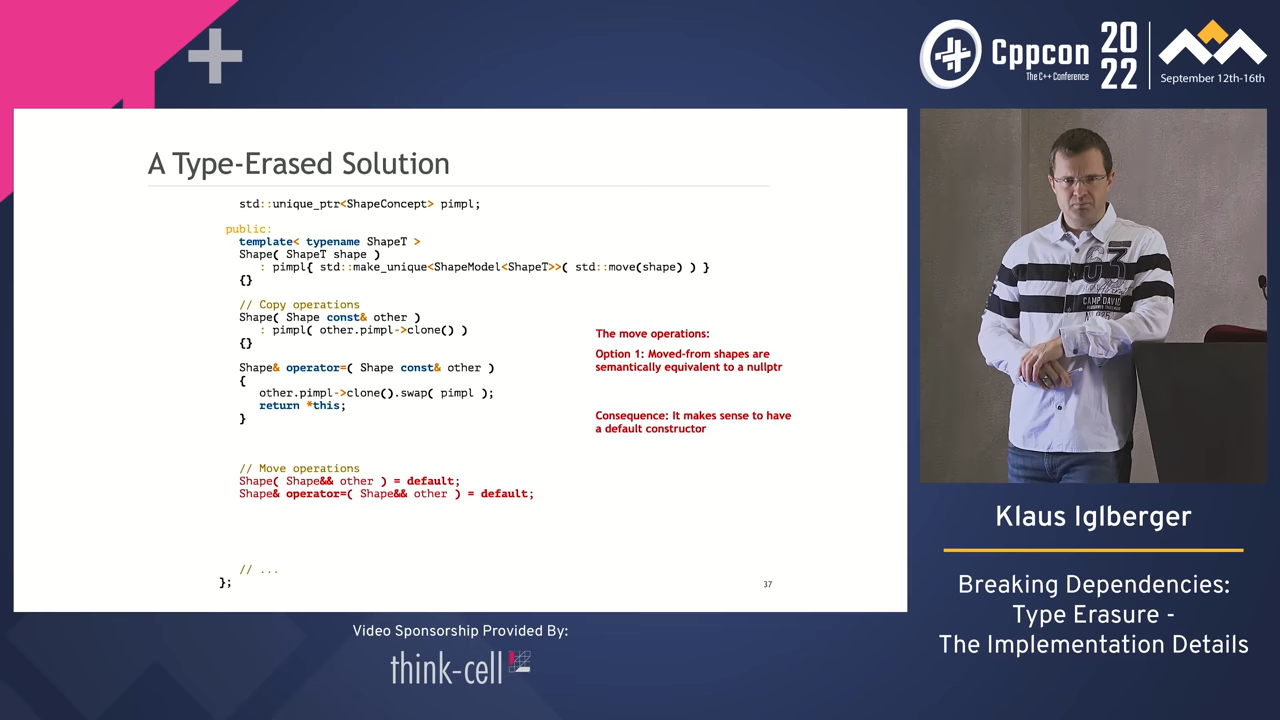 Cppcon
The C++ Conference
20
22
September 12th-16th
A Type-Erased Solution
std::unique_ptr<ShapeConcept> pimpl;
public:
template< typename ShapeT >
Shape( ShapeT shape )
: pimpl{ std::make_unique<ShapeModel<ShapeT>>( std::move(shape) ) }
{}
// Copy operations
Shape( Shape const& other )
: pimpl( other.pimpl->clone() )
{}
Shape& operator=( Shape const& other )
{
other.pimpl->clone().swap( pimpl );
return *this;
}
// Move operations
Shape( Shape&& other ) = default;
Shape& operator=( Shape&& other ) = default;
// ...
};
The move operations:
Option 1: Moved-from shapes are
semantically equivalent to a nullptr
Consequence: It makes sense to have
a default constructor
37
CAMP DAVID
Klaus Iglberger
Breaking Dependencies:
Type Erasure -
The Implementation Details
Video Sponsorship Provided By:
think-cell